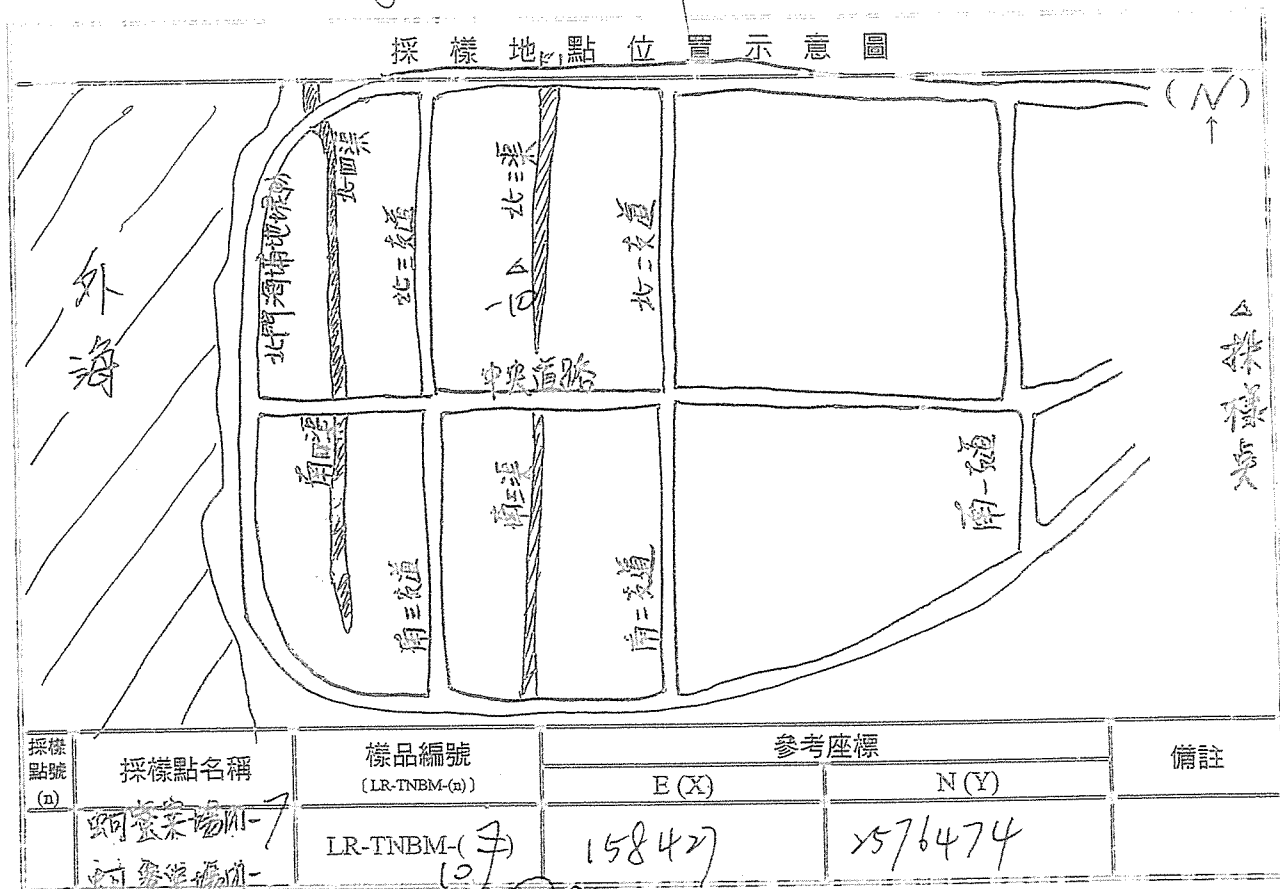 採樣地點位置示意圖
(N)
↑
外海
北門海埔地堤防
北四渠
北三支道
北三渠
北二支道
中央道路
△採樣點
南四渠
南三支道
南三渠
南二支道
南一支道
採樣點號(n)
採樣點名稱
樣品編號
〔LR-TNBM-(n)〕
參考座標
E (X)
N (Y)
備註
LR-TNBM-(7)
158427
2576474